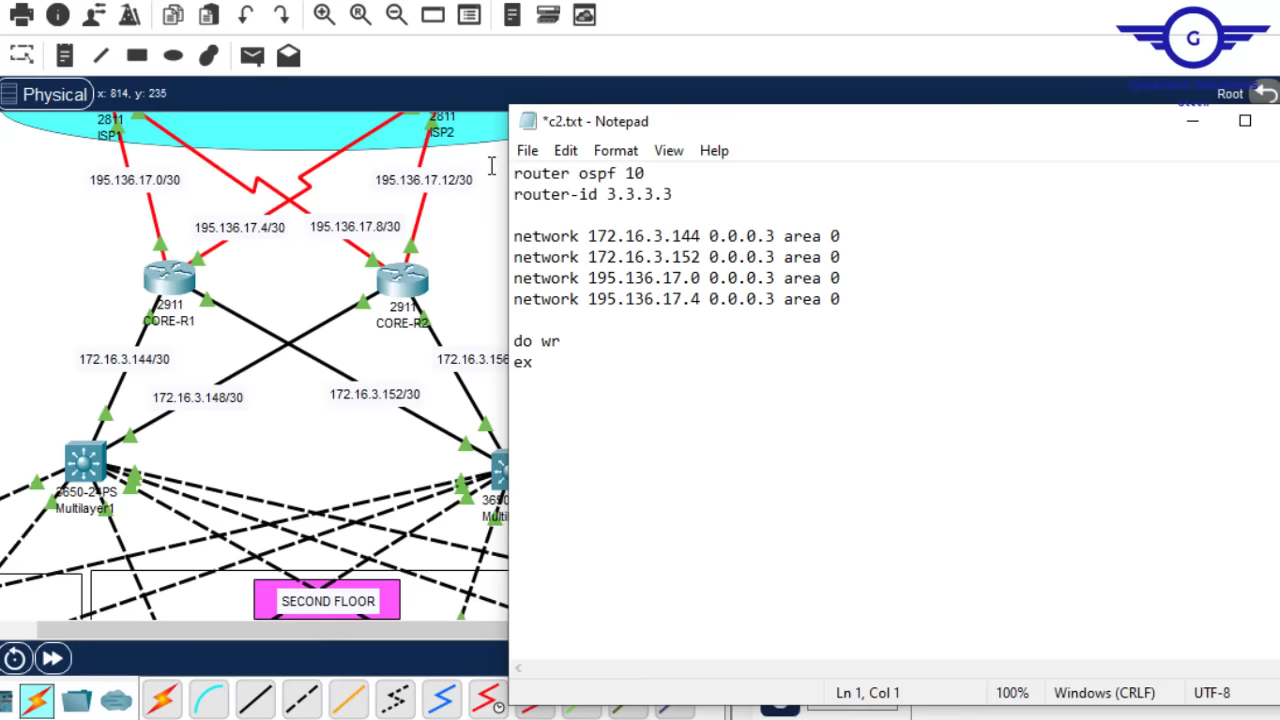 G
Physical
x: 814, y: 235
Root
2811
ISP1
2811
ISP2
195.136.17.0/30
195.136.17.12/30
195.136.17.4/30
195.136.17.8/30
2911
CORE-R1
2911
CORE-R2
172.16.3.144/30
172.16.3.156
172.16.3.148/30
172.16.3.152/30
3650-24PS
Multilayer1
SECOND FLOOR
*c2.txt - Notepad
File Edit Format View Help
router ospf 10
router-id 3.3.3.3
network 172.16.3.144 0.0.0.3 area 0
network 172.16.3.152 0.0.0.3 area 0
network 195.136.17.0 0.0.0.3 area 0
network 195.136.17.4 0.0.0.3 area 0
do wr
ex
Ln 1, Col 1
100%
Windows (CRLF)
UTF-8